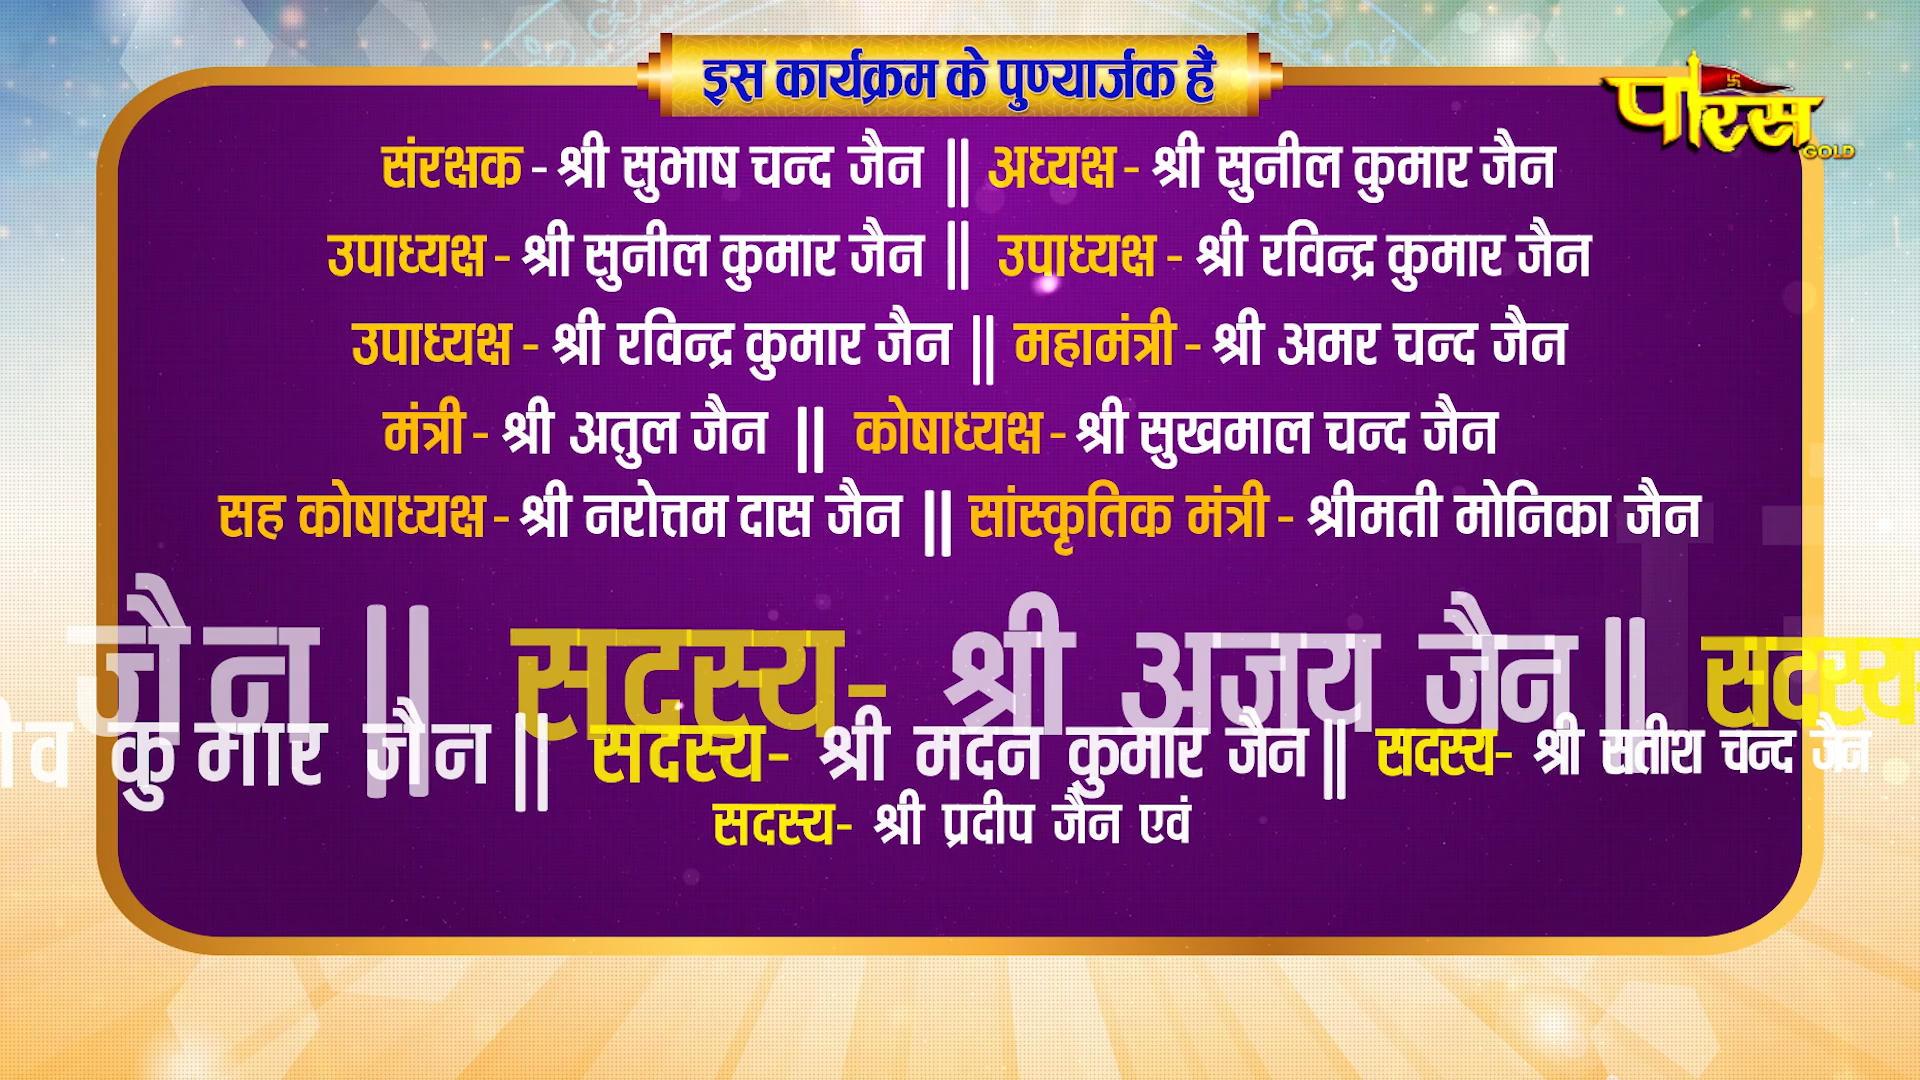 इस कार्यक्रम के पुण्यार्जक हैं
पारस
GOLD
संरक्षक - श्री सुभाष चन्द जैन || अध्यक्ष - श्री सुनील कुमार जैन
उपाध्यक्ष - श्री सुनील कुमार जैन || उपाध्यक्ष - श्री रविन्द्र कुमार जैन
उपाध्यक्ष - श्री रविन्द्र कुमार जैन || महामंत्री - श्री अमर चन्द जैन
मंत्री - श्री अतुल जैन || कोषाध्यक्ष - श्री सुखमाल चन्द जैन
सह कोषाध्यक्ष - श्री नरोत्तम दास जैन || सांस्कृतिक मंत्री - श्रीमती मोनिका जैन
जैन || सदस्य- श्री अजय जैन || सदस्य
कुमार जैन || सदस्य- श्री मदन कुमार जैन || सदस्य- श्री सतीश चन्द जैन
सदस्य- श्री प्रदीप जैन एवं